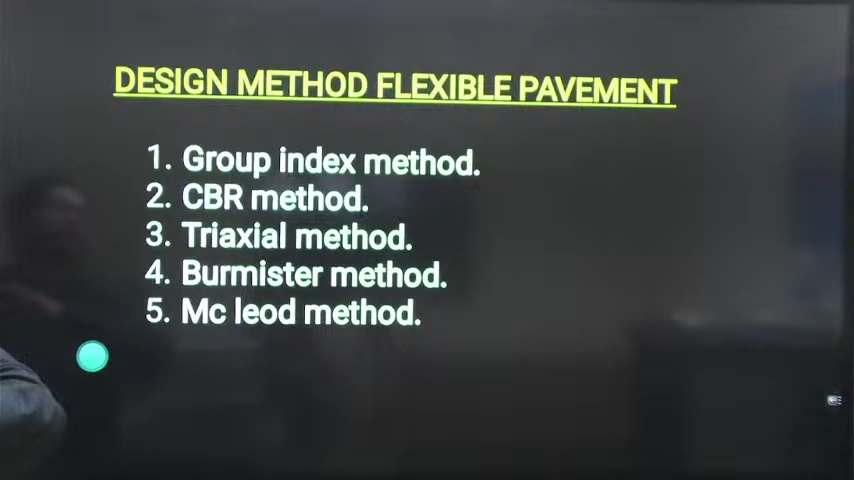 DESIGN METHOD FLEXIBLE PAVEMENT
1. Group index method.
2. CBR method.
3. Triaxial method.
4. Burmister method.
5. Mc leod method.